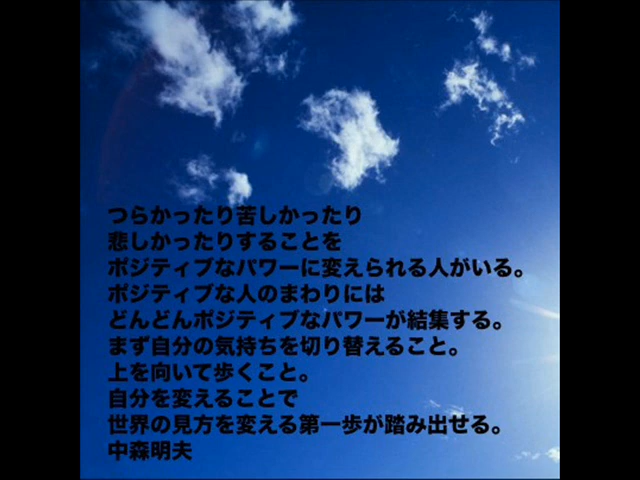 つらかったり苦しかったり
悲しかったりすることを
ポジティブなパワーに変えられる人がいる。
ポジティブな人のまわりには
どんどんポジティブなパワーが結集する。
まず自分の気持ちを切り替えること。
上を向いて歩くこと。
自分を変えることで
世界の見方を変える第一歩が踏み出せる。
中森明夫